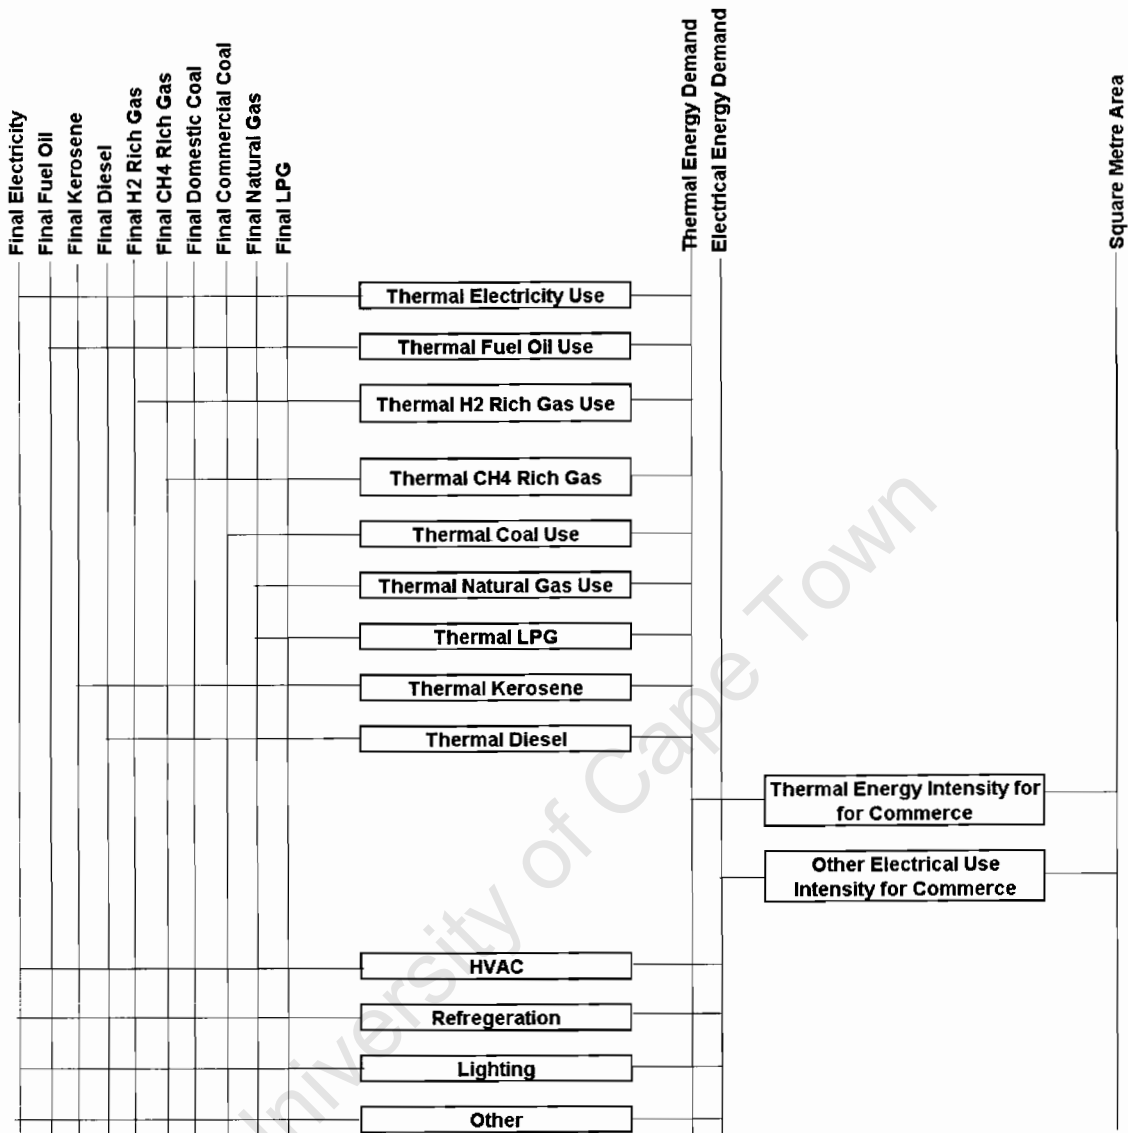 Final Electricity
Final Fuel Oil
Final Kerosene
Final Diesel
Final H2 Rich Gas
Final CH4 Rich Gas
Final Domestic Coal
Final Commercial Coal
Final Natural Gas
Final LPG
Thermal Energy Demand
Electrical Energy Demand
Square Metre Area
Thermal Electricity Use
Thermal Fuel Oil Use
Thermal H2 Rich Gas Use
Thermal CH4 Rich Gas
Thermal Coal Use
Thermal Natural Gas Use
Thermal LPG
Thermal Kerosene
Thermal Diesel
Thermal Energy Intensity for
for Commerce
Other Electrical Use
Intensity for Commerce
HVAC
Refregeration
Lighting
Other
University of Cape Town